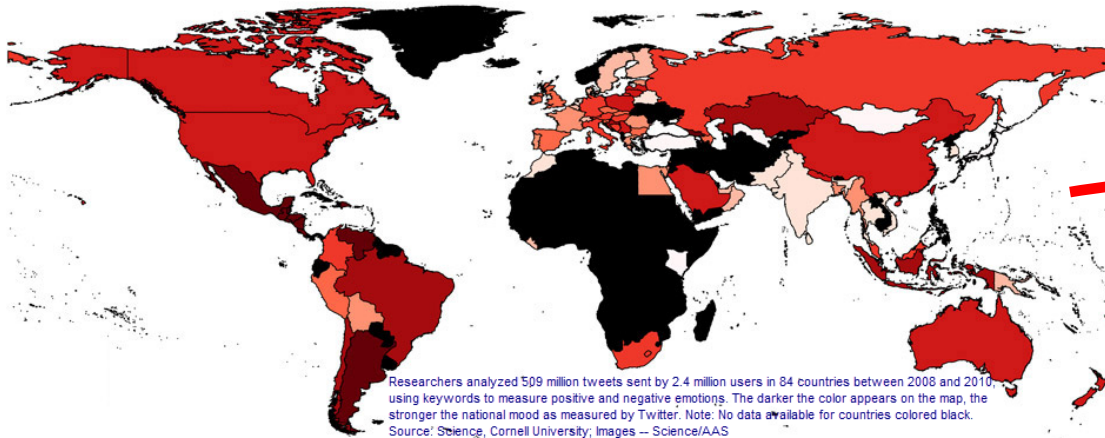 Researchers analyzed 509 million tweets sent by 2.4 million users in 84 countries between 2008 and 2010,
using keywords to measure positive and negative emotions. The darker the color appears on the map, the
stronger the national mood as measured by Twitter. Note: No data available for countries colored black.
Source: Science, Cornell University; Images -- Science/AAS